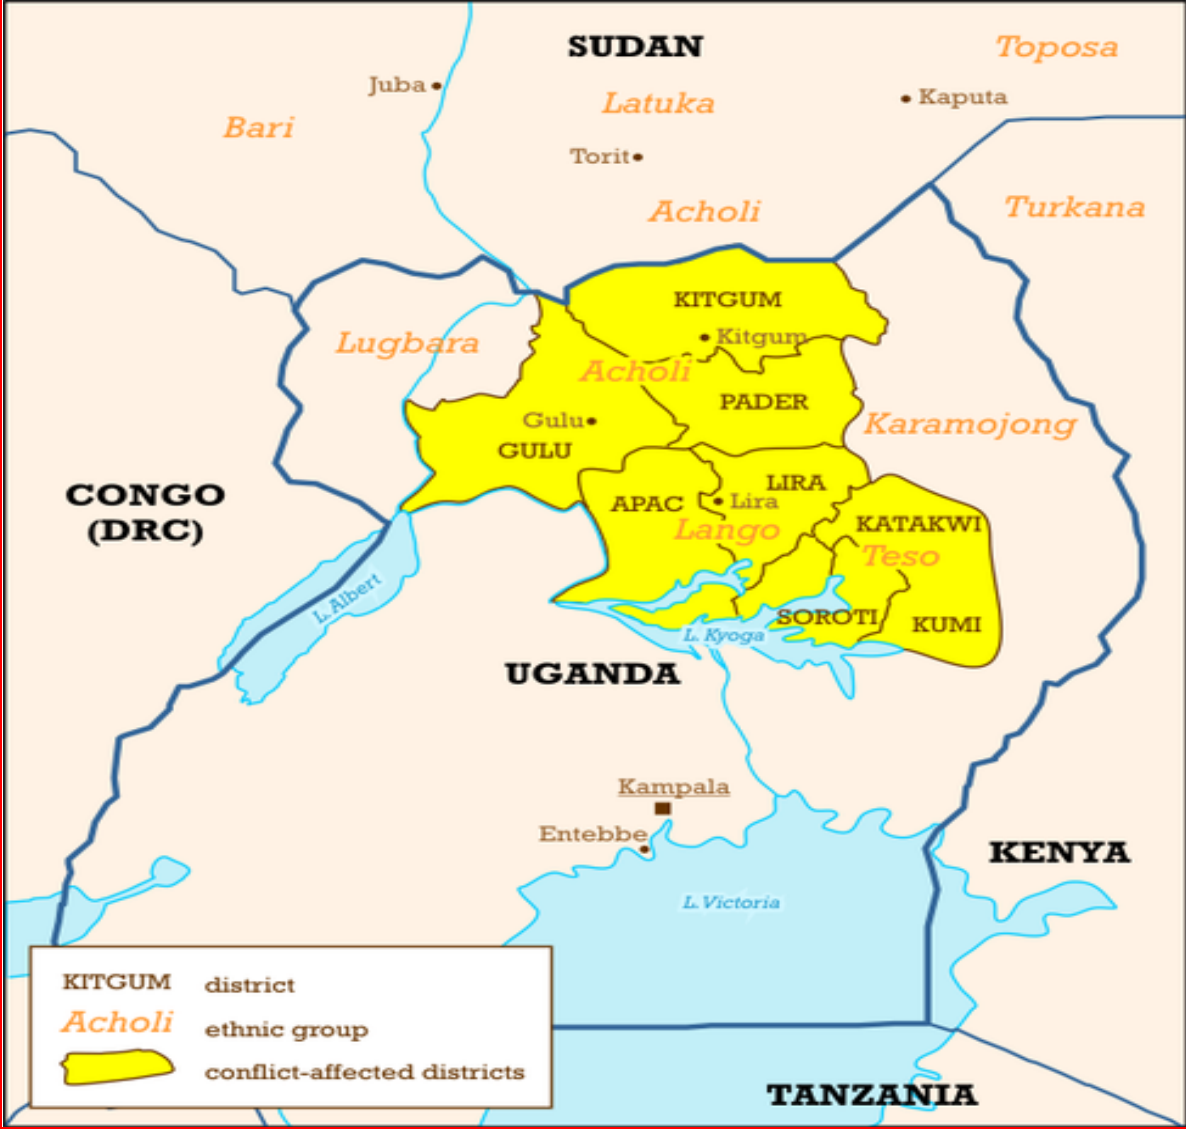 SUDAN
Toposa
Juba
Kaputa
Latuka
Bari
Torit
Acholi
Turkana
KITGUM
Kitgum
Lugbara
Acholi
PADER
Gulu
Karamojong
GULU
LIRA
CONGO
(DRC)
APAC
Lira
KATAKWI
Lango
Teso
L. Albert
SOROTI
KUMI
L. Kyoga
UGANDA
Kampala
Entebbe
KENYA
L. Victoria
KITGUM district
Acholi ethnic group
conflict-affected districts
TANZANIA